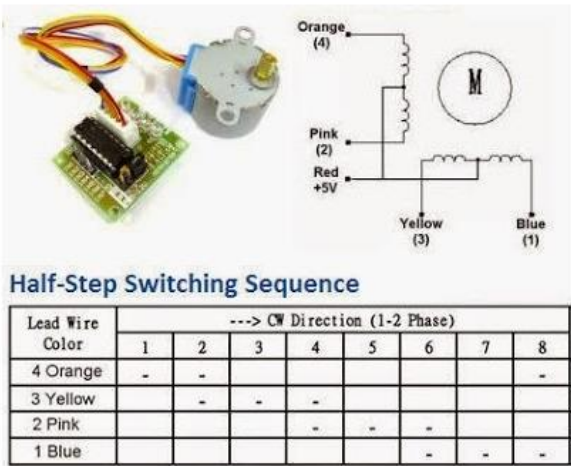 Orange
(4)
M
Pink
(2)
Red
+5V
Yellow
(3)
Blue
(1)
Half-Step Switching Sequence
Lead Wire Color
---> CW Direction (1-2 Phase)
1 2 3 4 5 6 7 8
4 Orange - - -
3 Yellow - - -
2 Pink - - -
1 Blue - - -